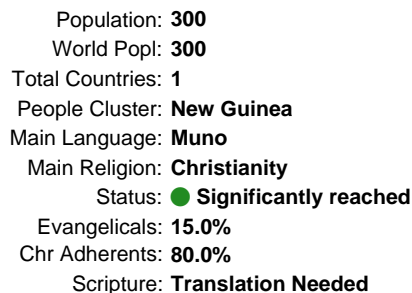 Population: 300
World Popl: 300
Total Countries: 1
People Cluster: New Guinea
Main Language: Muno
Main Religion: Christianity
Status: Significantly reached
Evangelicals: 15.0%
Chr Adherents: 80.0%
Scripture: Translation Needed